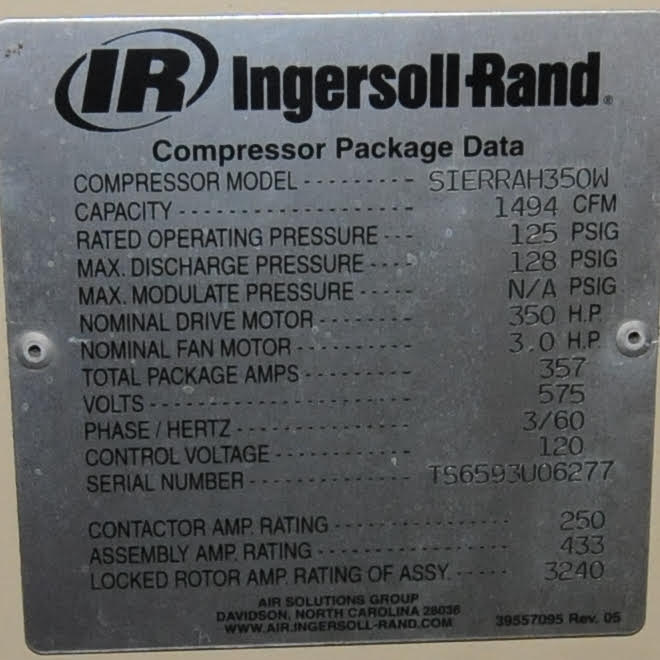 IR Ingersoll-Rand®
Compressor Package Data
COMPRESSOR MODEL ---------- SIERRAH350W
CAPACITY -------------------- 1494 CFM
RATED OPERATING PRESSURE --- 125 PSIG
MAX. DISCHARGE PRESSURE ---- 128 PSIG
MAX. MODULATE PRESSURE ----- N/A PSIG
NOMINAL DRIVE MOTOR -------- 350 H.P.
NOMINAL FAN MOTOR ---------- 3.0 H.P.
TOTAL PACKAGE AMPS --------- 357
VOLTS ---------------------- 575
PHASE / HERTZ --------------- 3/60
CONTROL VOLTAGE ------------ 120
SERIAL NUMBER -------------- TS6593U06277
CONTACTOR AMP. RATING --------------- 250
ASSEMBLY AMP. RATING ---------------- 433
LOCKED ROTOR AMP. RATING OF ASSY. ----- 3240
AIR SOLUTIONS GROUP
DAVIDSON, NORTH CAROLINA 28036
WWW.AIR.INGERSOLL-RAND.COM
39557095 Rev. 05